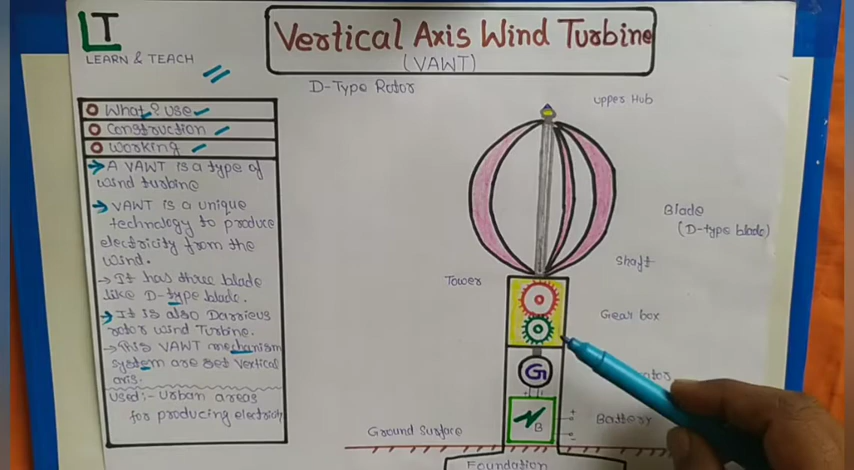 LT
LEARN & TEACH
Vertical Axis Wind Turbine
(VAWT)
D-Type Rotor
What? use
Construction
Working
→ A VAWT is a type of
wind turbine
→ VAWT is a unique
technology to produce
electricity from the
wind.
→ It has three blade
like D-type blade.
→ It is also Darrieus
rotor wind Turbine.
→ This VAWT mechanism
system are set vertical
axis.
Used:- Urban areas
for producing electricity
Upper Hub
Blade
(D-type blade)
Shaft
Tower
Gear box
G
Battery
B
+
-
Ground Surface
Foundation